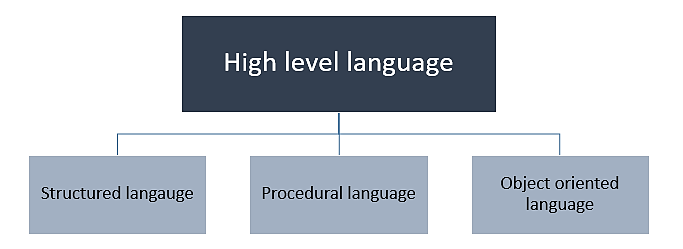 High level language
Structured langauge
Procedural language
Object oriented
language